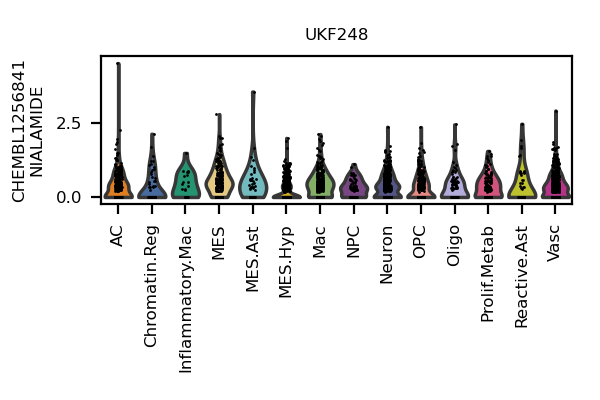 UKF248
CHEMBL1256841
NIALAMIDE
2.5
0.0
AC
Chromatin.Reg
Inflammatory.Mac
MES
MES.Ast
MES.Hyp
Mac
NPC
Neuron
OPC
Oligo
Prolif.Metab
Reactive.Ast
Vasc